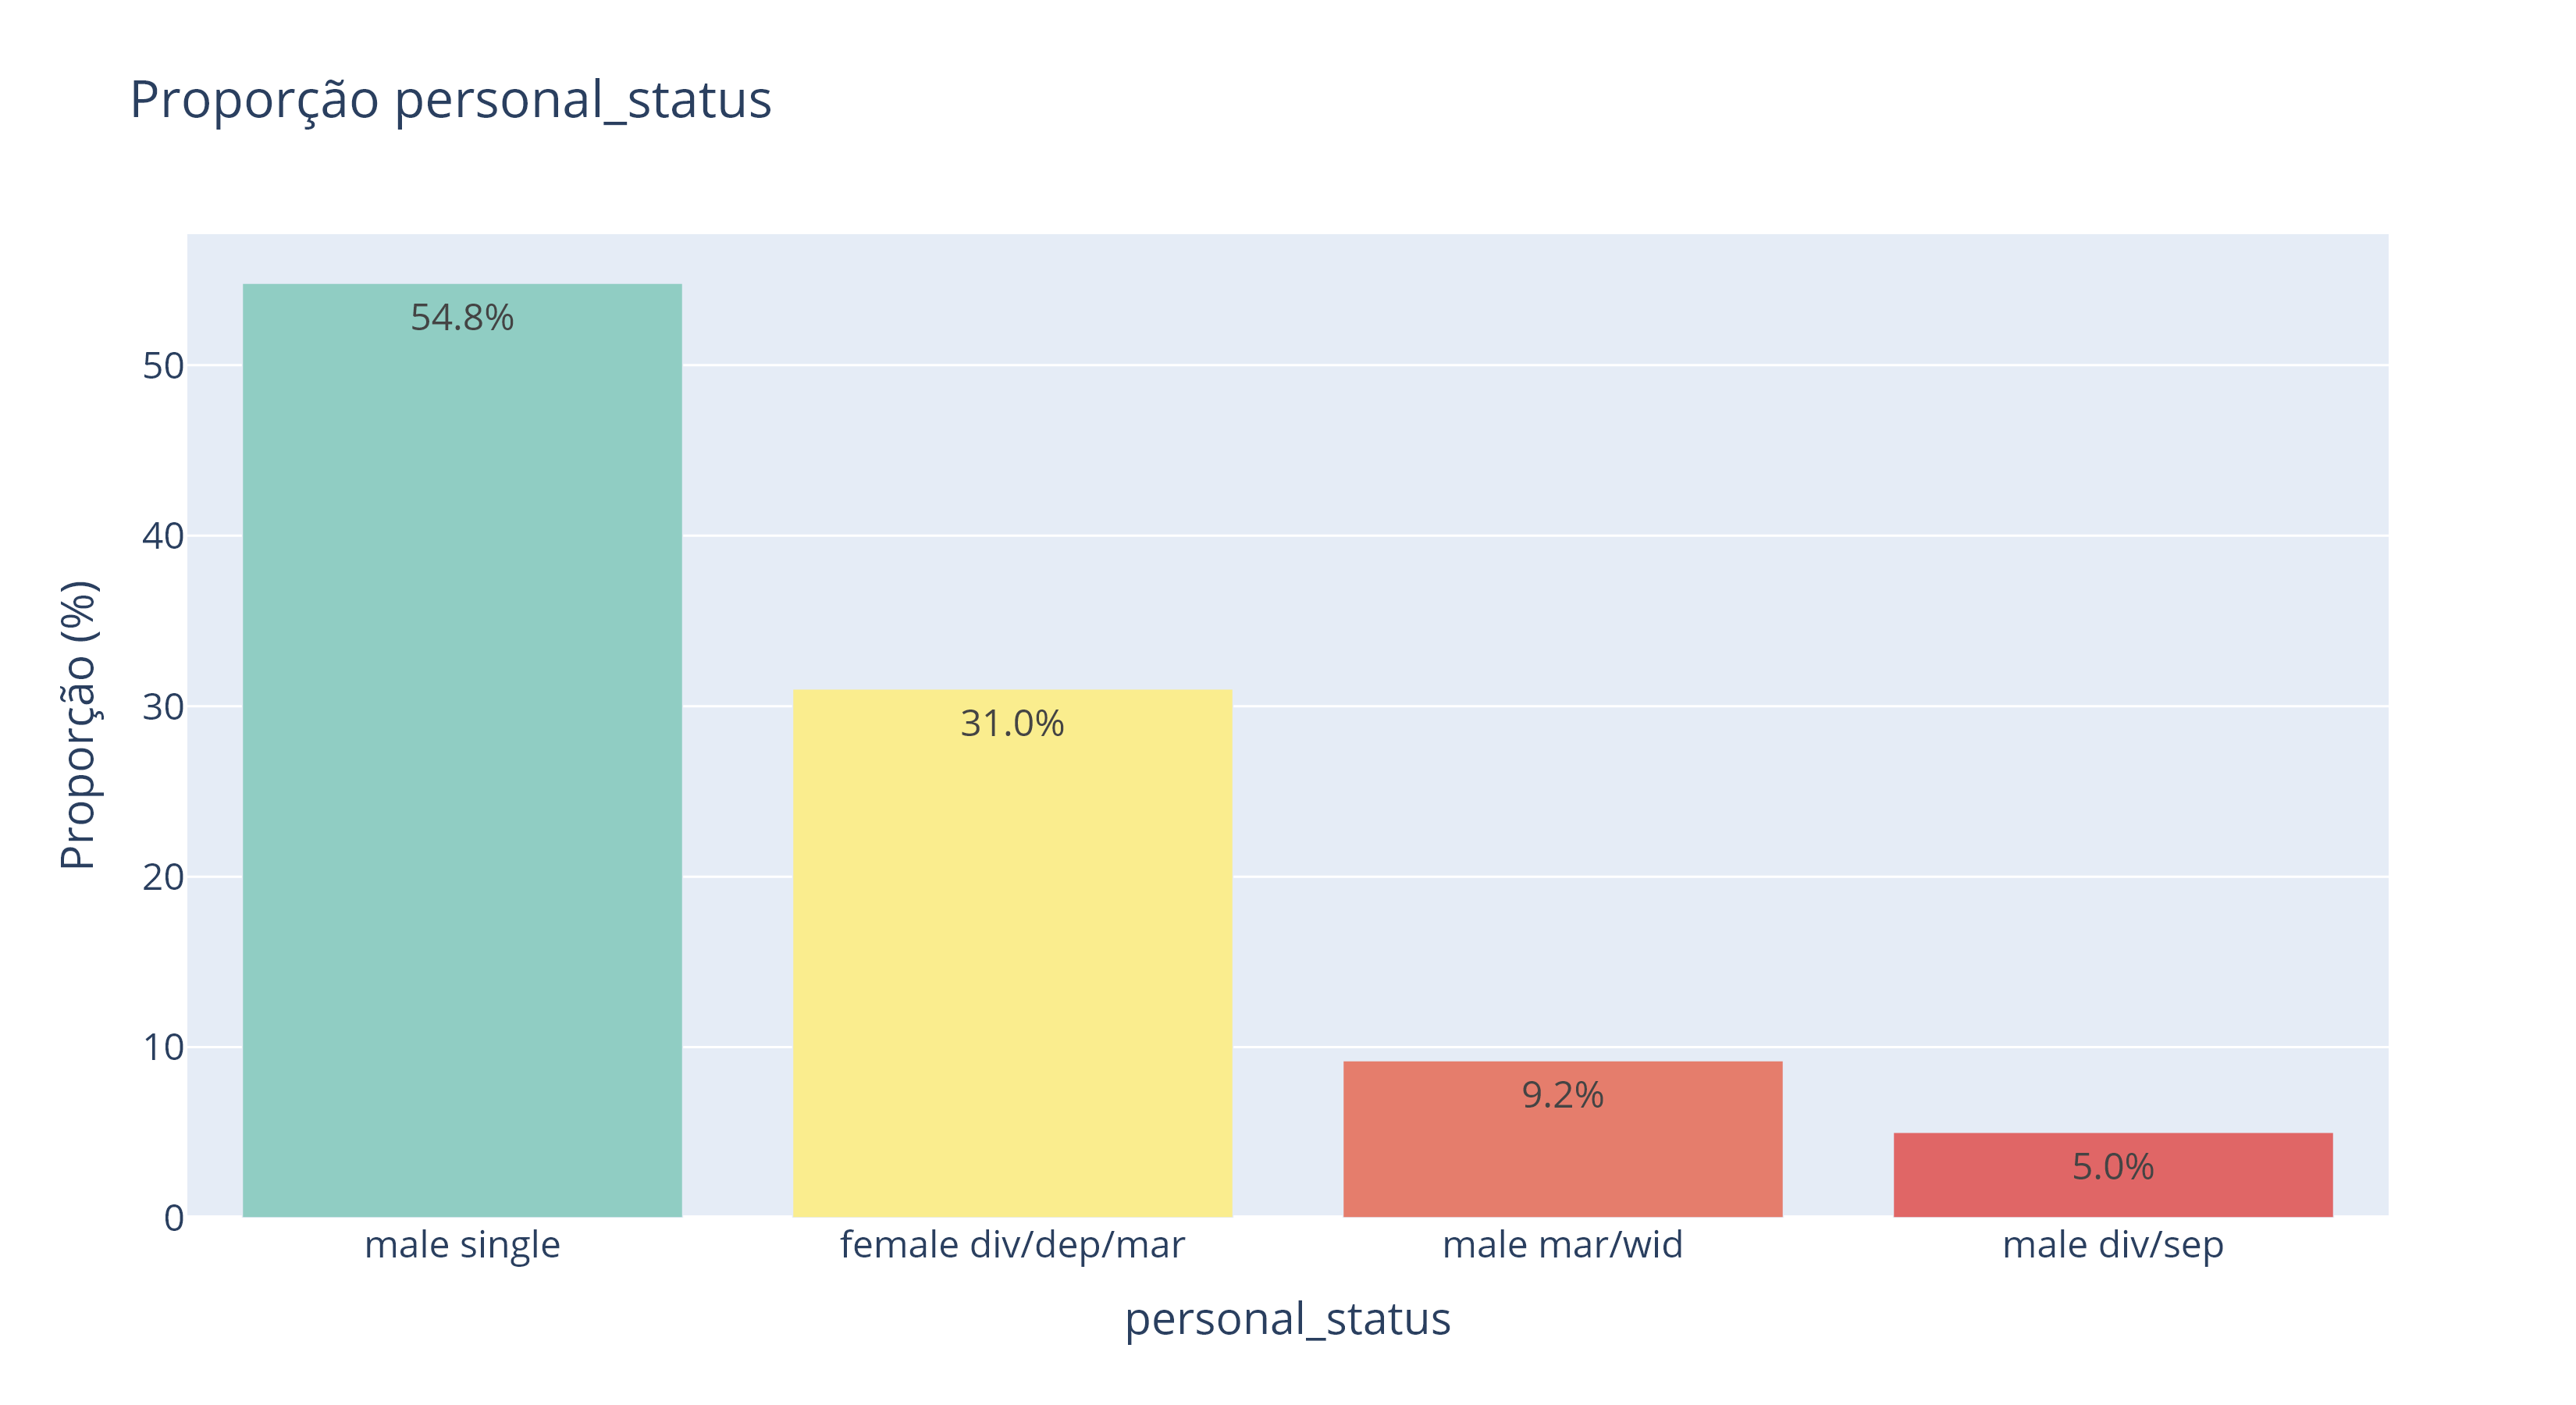 Proporção personal_status
Proporção (%)
50
40
30
20
10
0
54.8%
31.0%
9.2%
5.0%
male single
female div/dep/mar
male mar/wid
male div/sep
personal_status